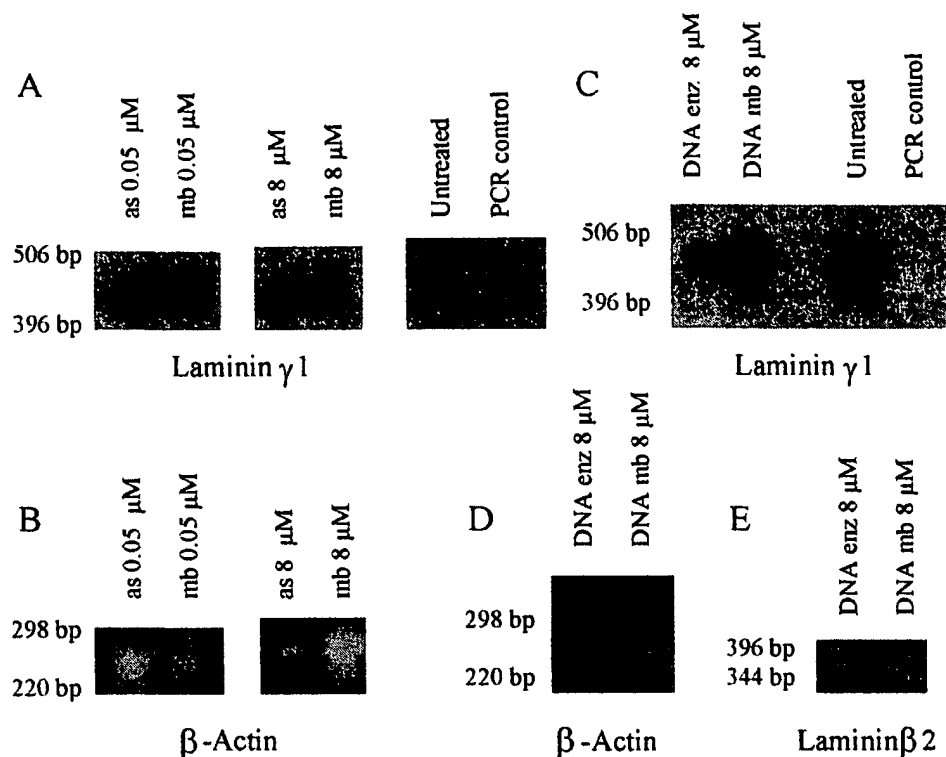 A
as 0.05 μM
mb 0.05 μM
as 8 μM
mb 8 μM
Untreated
PCR control
506 bp
396 bp
Laminin γ1
C
DNA enz. 8 μM
DNA mb 8 μM
Untreated
PCR control
506 bp
396 bp
Laminin γ1
B
as 0.05 μM
mb 0.05 μM
as 8 μM
mb 8 μM
298 bp
220 bp
β-Actin
D
DNA enz 8 μM
DNA mb 8 μM
298 bp
220 bp
β-Actin
E
DNA enz 8 μM
DNA mb 8 μM
396 bp
344 bp
Lamininβ2